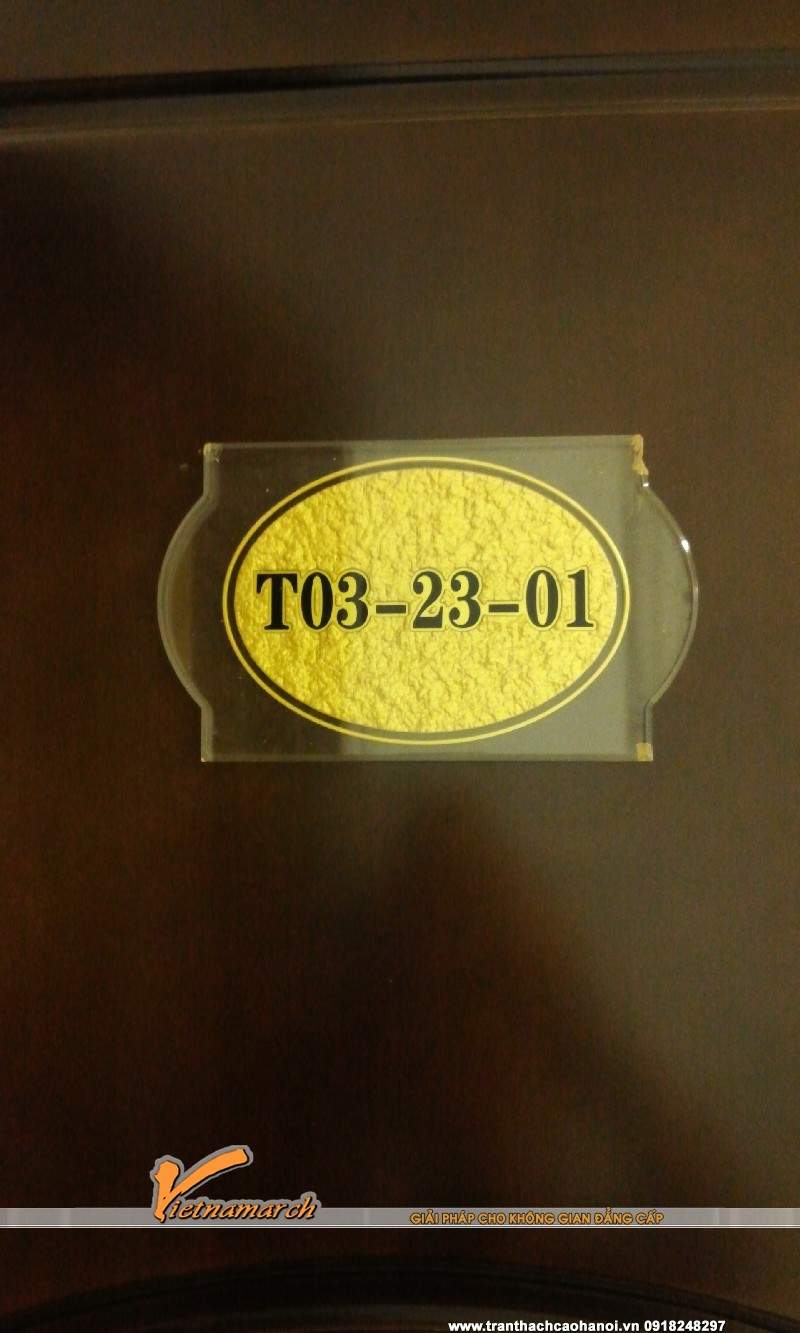 T03-23-01
Vietnamarch
GIẢI PHÁP CHO KHÔNG GIAN ĐẲNG CẤP
www.tranthachcaohanoi.vn 0918248297